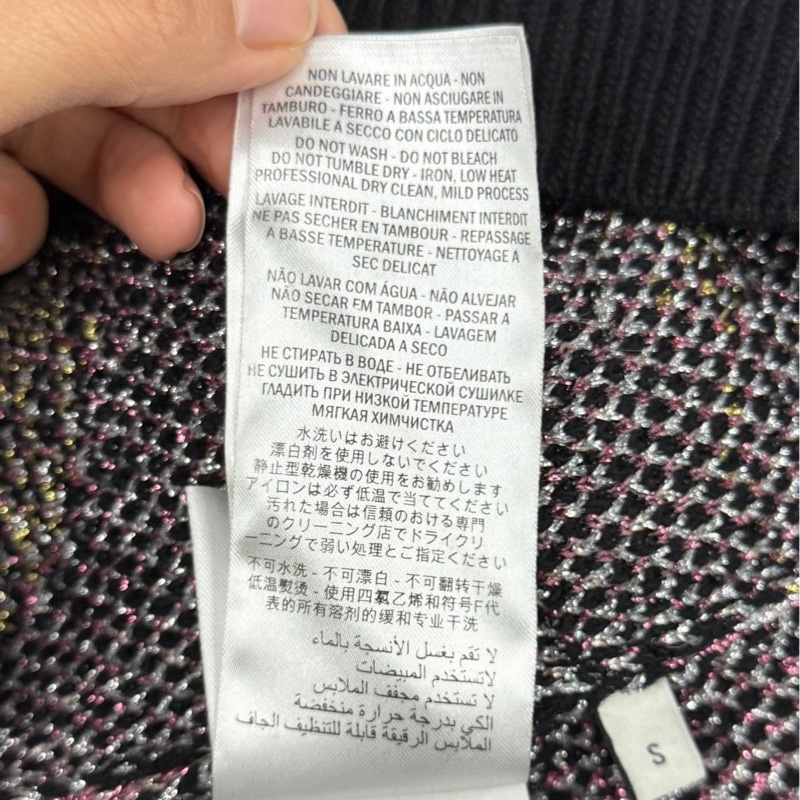 NON LAVARE IN ACQUA - NON
CANDEGGIARE - NON ASCIUGARE IN
TAMBURO - FERRO A BASSA TEMPERATURA
LAVABILE A SECCO CON CICLO DELICATO
DO NOT WASH - DO NOT BLEACH
DO NOT TUMBLE DRY - IRON, LOW HEAT
PROFESSIONAL DRY CLEAN, MILD PROCESS
LAVAGE INTERDIT - BLANCHIMENT INTERDIT
NE PAS SECHER EN TAMBOUR - REPASSAGE
A BASSE TEMPERATURE - NETTOYAGE A
SEC DELICAT
NÃO LAVAR COM ÁGUA - NÃO ALVEJAR
NÃO SECAR EM TAMBOR - PASSAR A
TEMPERATURA BAIXA - LAVAGEM
DELICADA A SECO
НЕ СТИРАТЬ В ВОДЕ - НЕ ОТБЕЛИВАТЬ
НЕ СУШИТЬ В ЭЛЕКТРИЧЕСКОЙ СУШИЛКЕ
ГЛАДИТЬ ПРИ НИЗКОЙ ТЕМПЕРАТУРЕ
МЯГКАЯ ХИМЧИСТКА
水洗いはお避けください
漂白剤を使用しないでください
静止型乾燥機の使用をお勧めします
アイロンは必ず低温で当ててください
汚れた場合は信頼のおける専門
のクリーニング店でドライクリ
ーニングで弱い処理とご指定ください
不可水洗 - 不可漂白 - 不可翻转干燥
低温熨烫 - 使用四氯乙烯和符号F代
表的所有溶剂的缓和专业干洗
لا تقم بغسل الأنسجة بالماء
لاتستخدم المبيضات
لا تستخدم مجفف الملابس
الكي بدرجة حرارة منخفضة
الملابس الرقيقة قابلة للتنظيف الجاف
S